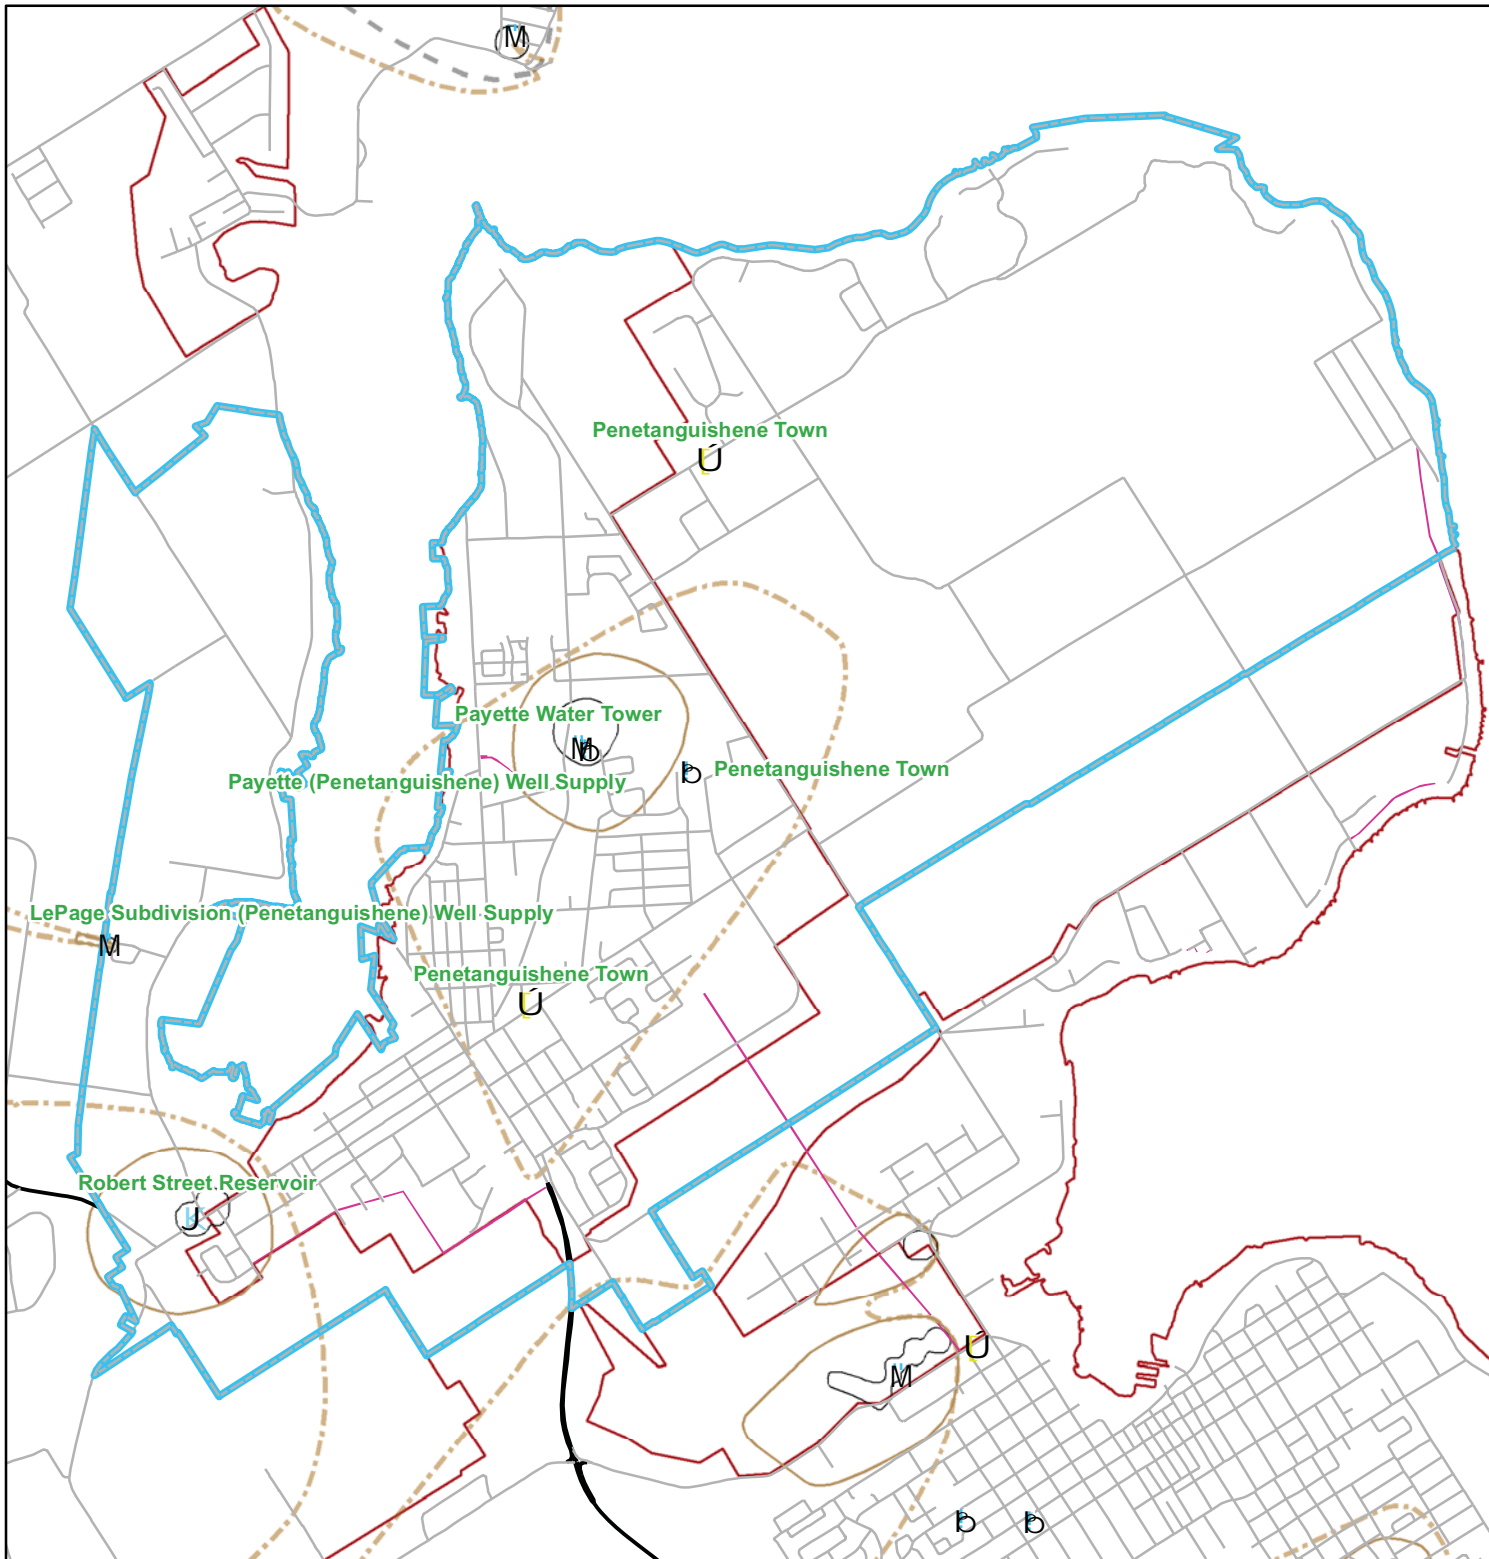 M
Penetanguishene Town
Ú
Payette Water Tower
M b
b Penetanguishene Town
Payette (Penetanguishene) Well Supply
LePage Subdivision (Penetanguishene) Well Supply
M
Penetanguishene Town
Ú
Robert Street Reservoir
J
Ú
M
b b